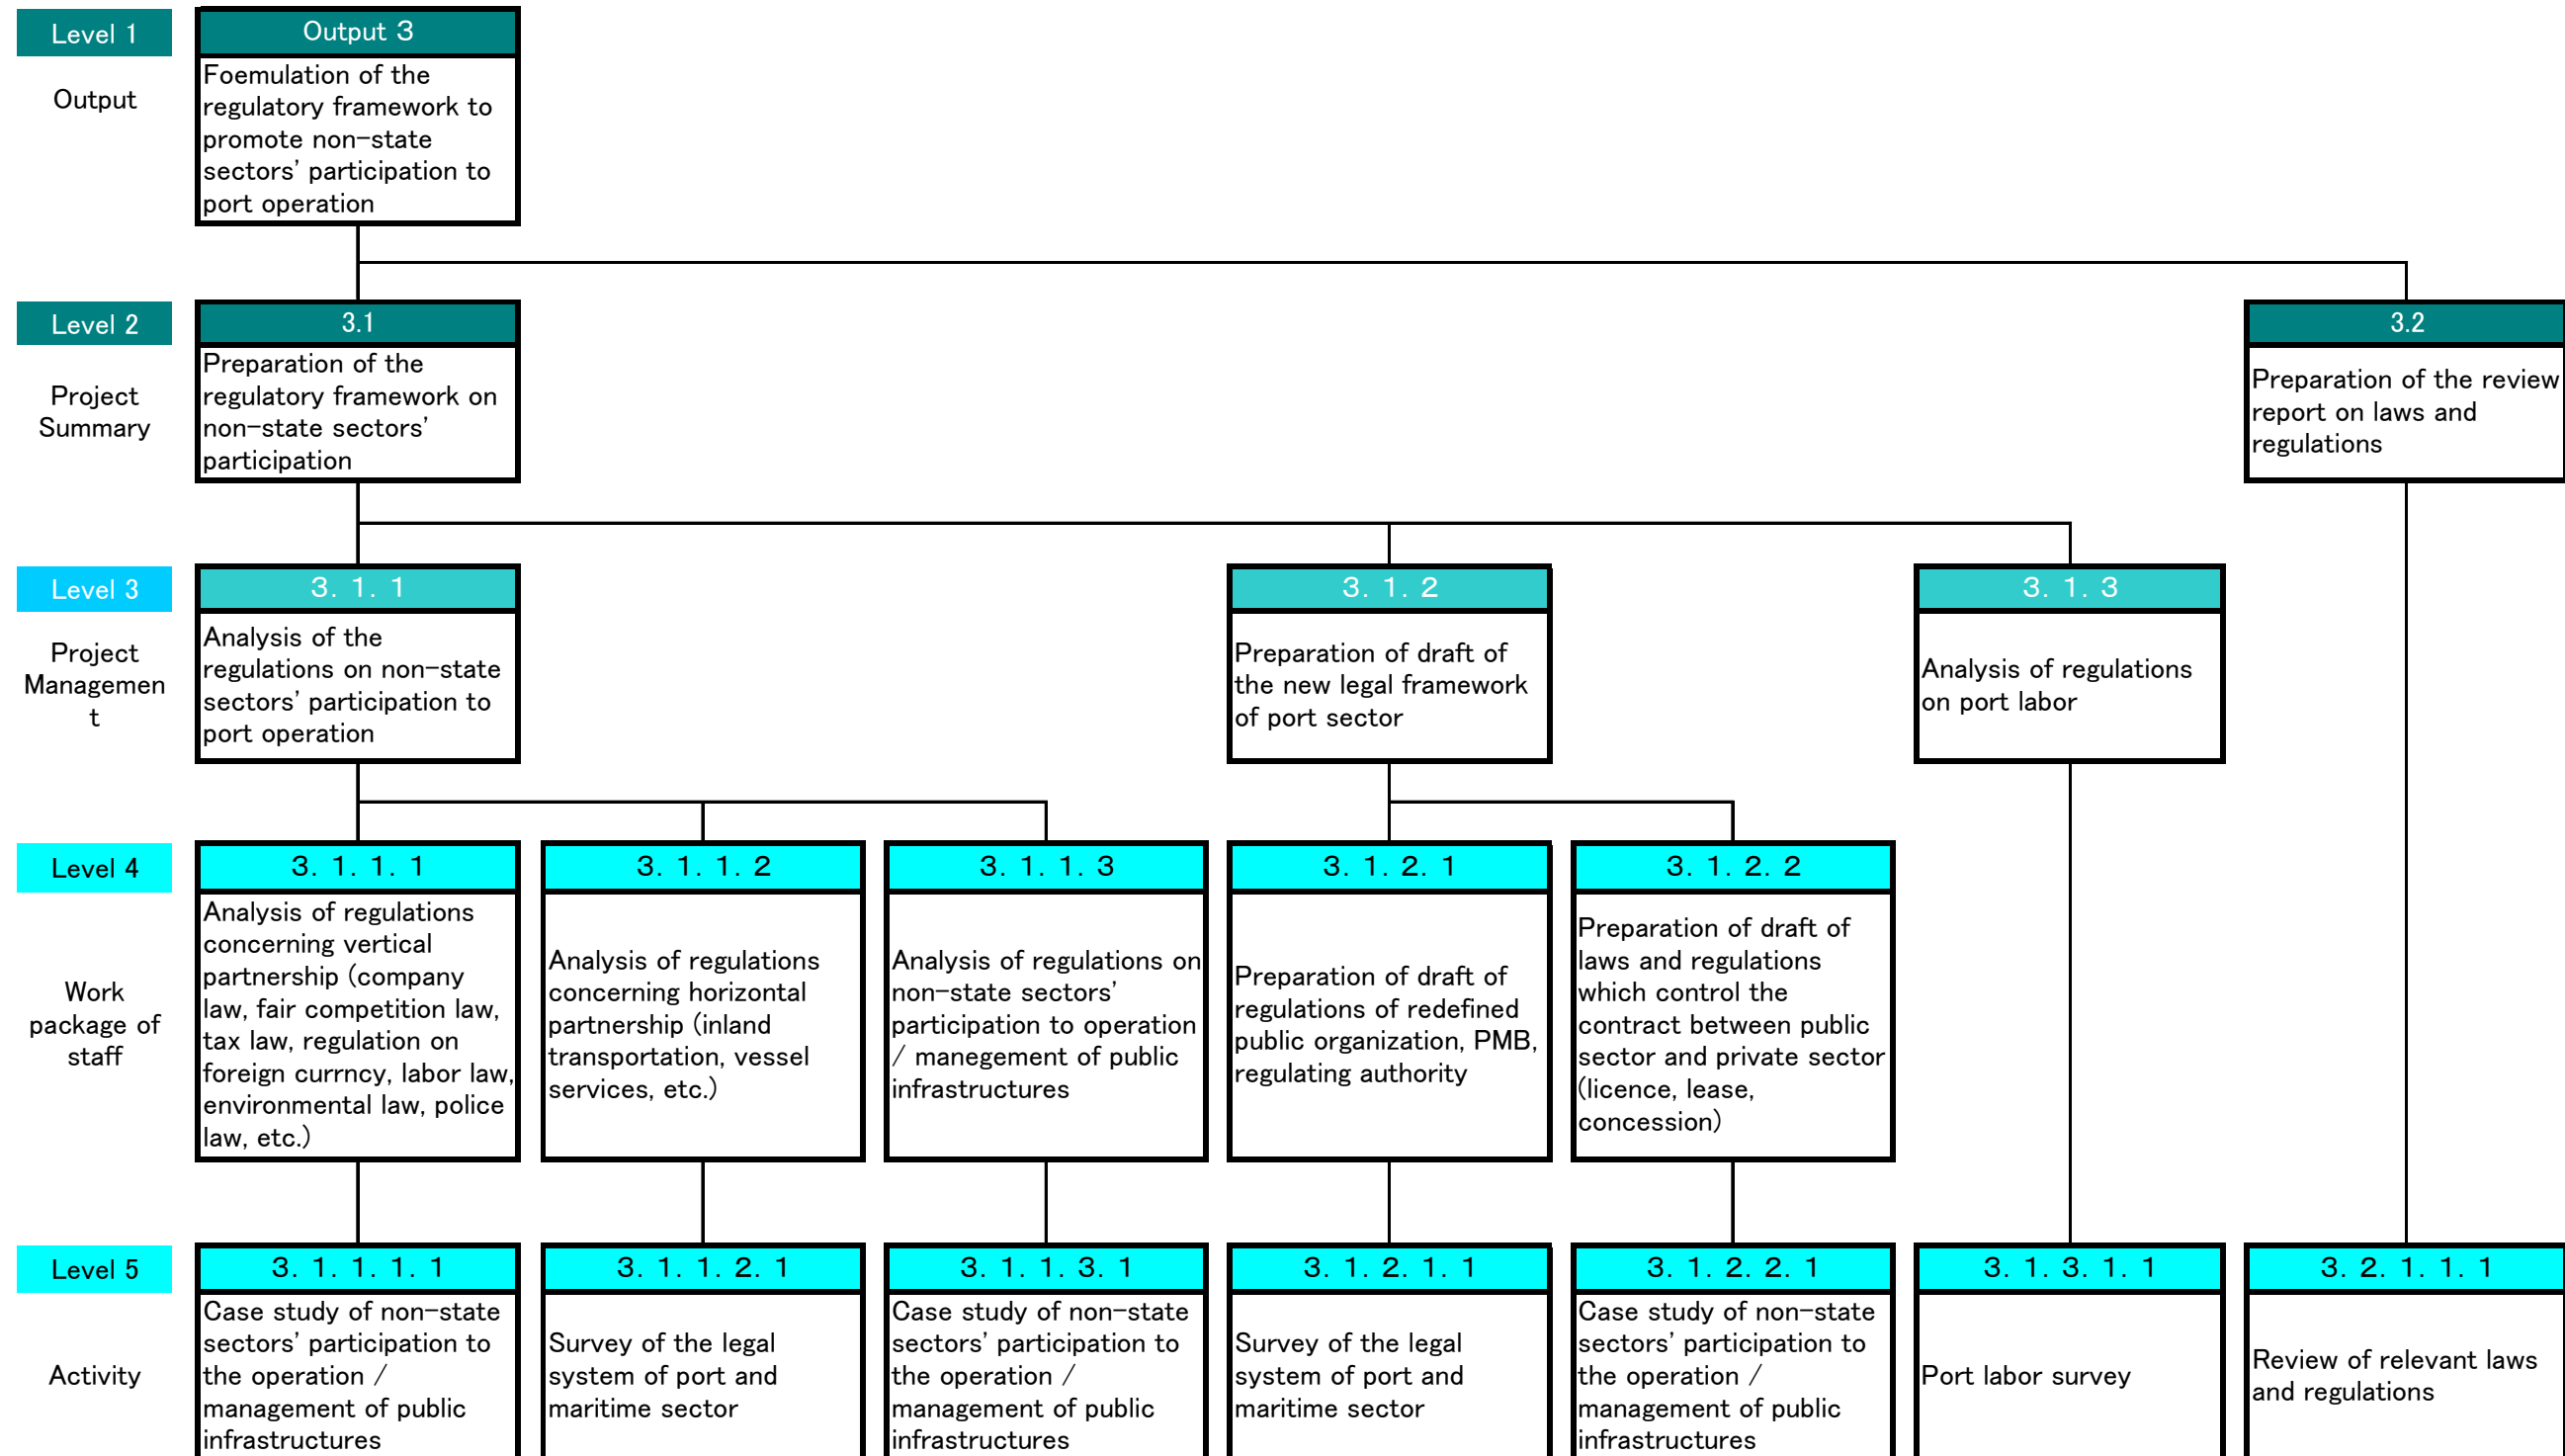 Level 1
Output
Output 3
Foemulation of the
regulatory framework to
promote non-state
sectors' participation to
port operation
Level 2
Project
Summary
3.1
Preparation of the
regulatory framework on
non-state sectors'
participation
3.2
Preparation of the review
report on laws and
regulations
Level 3
Project
Managemen
t
3. 1. 1
Analysis of the
regulations on non-state
sectors' participation to
port operation
3. 1. 2
Preparation of draft of
the new legal framework
of port sector
3. 1. 3
Analysis of regulations
on port labor
Level 4
Work
package of
staff
3. 1. 1. 1
Analysis of regulations
concerning vertical
partnership (company
law, fair competition law,
tax law, regulation on
foreign currncy, labor law,
environmental law, police
law, etc.)
3. 1. 1. 2
Analysis of regulations
concerning horizontal
partnership (inland
transportation, vessel
services, etc.)
3. 1. 1. 3
Analysis of regulations on
non-state sectors'
participation to operation
/ manegement of public
infrastructures
3. 1. 2. 1
Preparation of draft of
regulations of redefined
public organization, PMB,
regulating authority
3. 1. 2. 2
Preparation of draft of
laws and regulations
which control the
contract between public
sector and private sector
(licence, lease,
concession)
Level 5
Activity
3. 1. 1. 1. 1
Case study of non-state
sectors' participation to
the operation /
management of public
infrastructures
3. 1. 1. 2. 1
Survey of the legal
system of port and
maritime sector
3. 1. 1. 3. 1
Case study of non-state
sectors' participation to
the operation /
management of public
infrastructures
3. 1. 2. 1. 1
Survey of the legal
system of port and
maritime sector
3. 1. 2. 2. 1
Case study of non-state
sectors' participation to
the operation /
management of public
infrastructures
3. 1. 3. 1. 1
Port labor survey
3. 2. 1. 1. 1
Review of relevant laws
and regulations